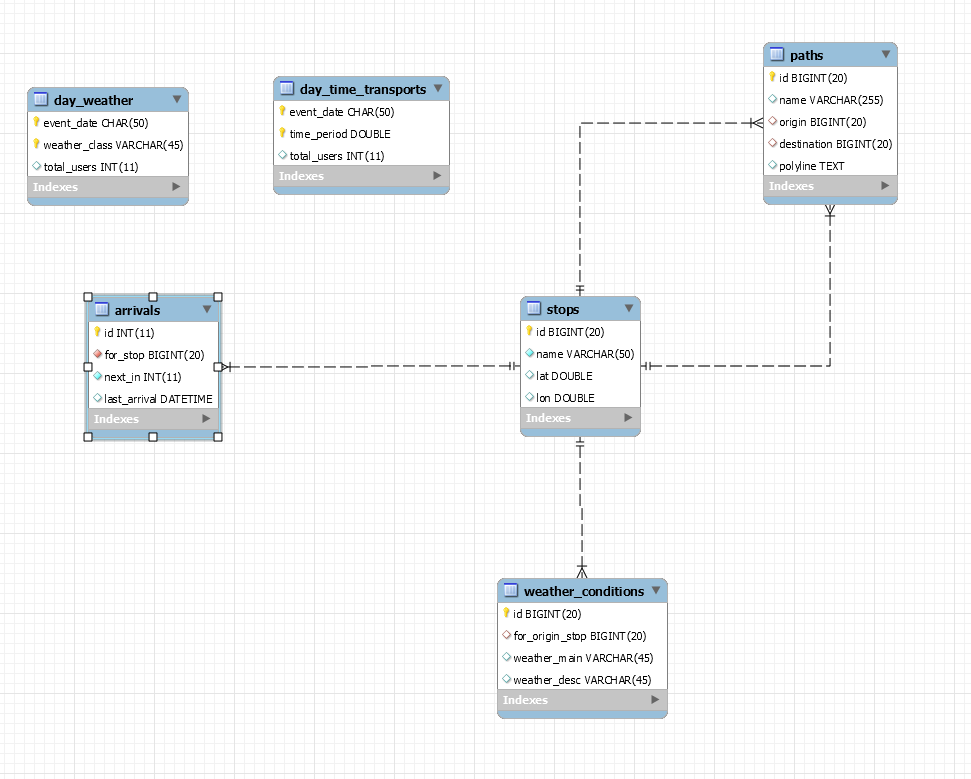 day_weather
event_date CHAR(50)
weather_class VARCHAR(45)
total_users INT(11)
Indexes
day_time_transports
event_date CHAR(50)
time_period DOUBLE
total_users INT(11)
Indexes
paths
id BIGINT(20)
name VARCHAR(255)
origin BIGINT(20)
destination BIGINT(20)
polyline TEXT
Indexes
arrivals
id INT(11)
for_stop BIGINT(20)
next_in INT(11)
last_arrival DATETIME
Indexes
stops
id BIGINT(20)
name VARCHAR(50)
lat DOUBLE
lon DOUBLE
Indexes
weather_conditions
id BIGINT(20)
for_origin_stop BIGINT(20)
weather_main VARCHAR(45)
weather_desc VARCHAR(45)
Indexes